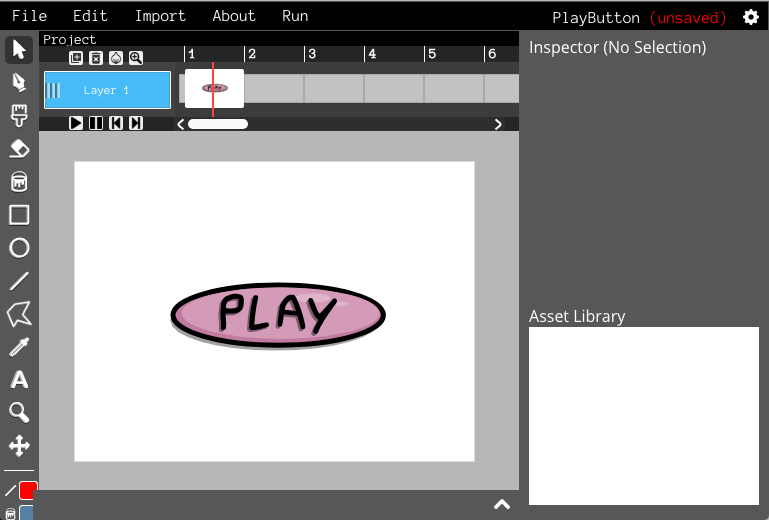 File Edit Import About Run PlayButton (unsaved)
Project
Inspector (No Selection)
1 2 3 4 5 6
Layer 1
PLAY
PLAY
Asset Library
A